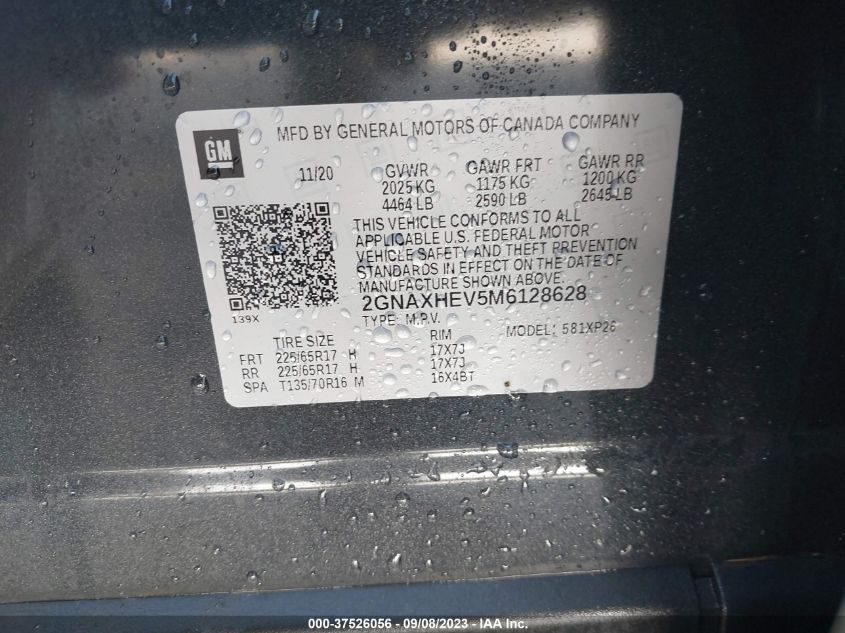 GM
MFD BY GENERAL MOTORS OF CANADA COMPANY
11/20 GVWR GAWR FRT GAWR RR
2025 KG 1175 KG 1200 KG
4464 LB 2590 LB 2645 LB
THIS VEHICLE CONFORMS TO ALL
APPLICABLE U.S. FEDERAL MOTOR
VEHICLE SAFETY AND THEFT PREVENTION
STANDARDS IN EFFECT ON THE DATE OF
MANUFACTURE SHOWN ABOVE.
2GNAXHEV5M6128628
139X
TYPE: M.P.V. MODEL: 581XP26
TIRE SIZE RIM
FRT 225/65R17 H 17X7J
RR 225/65R17 H 17X7J
SPA T135/70R16 M 16X4BT
000-37526056 - 09/08/2023 - IAA Inc.